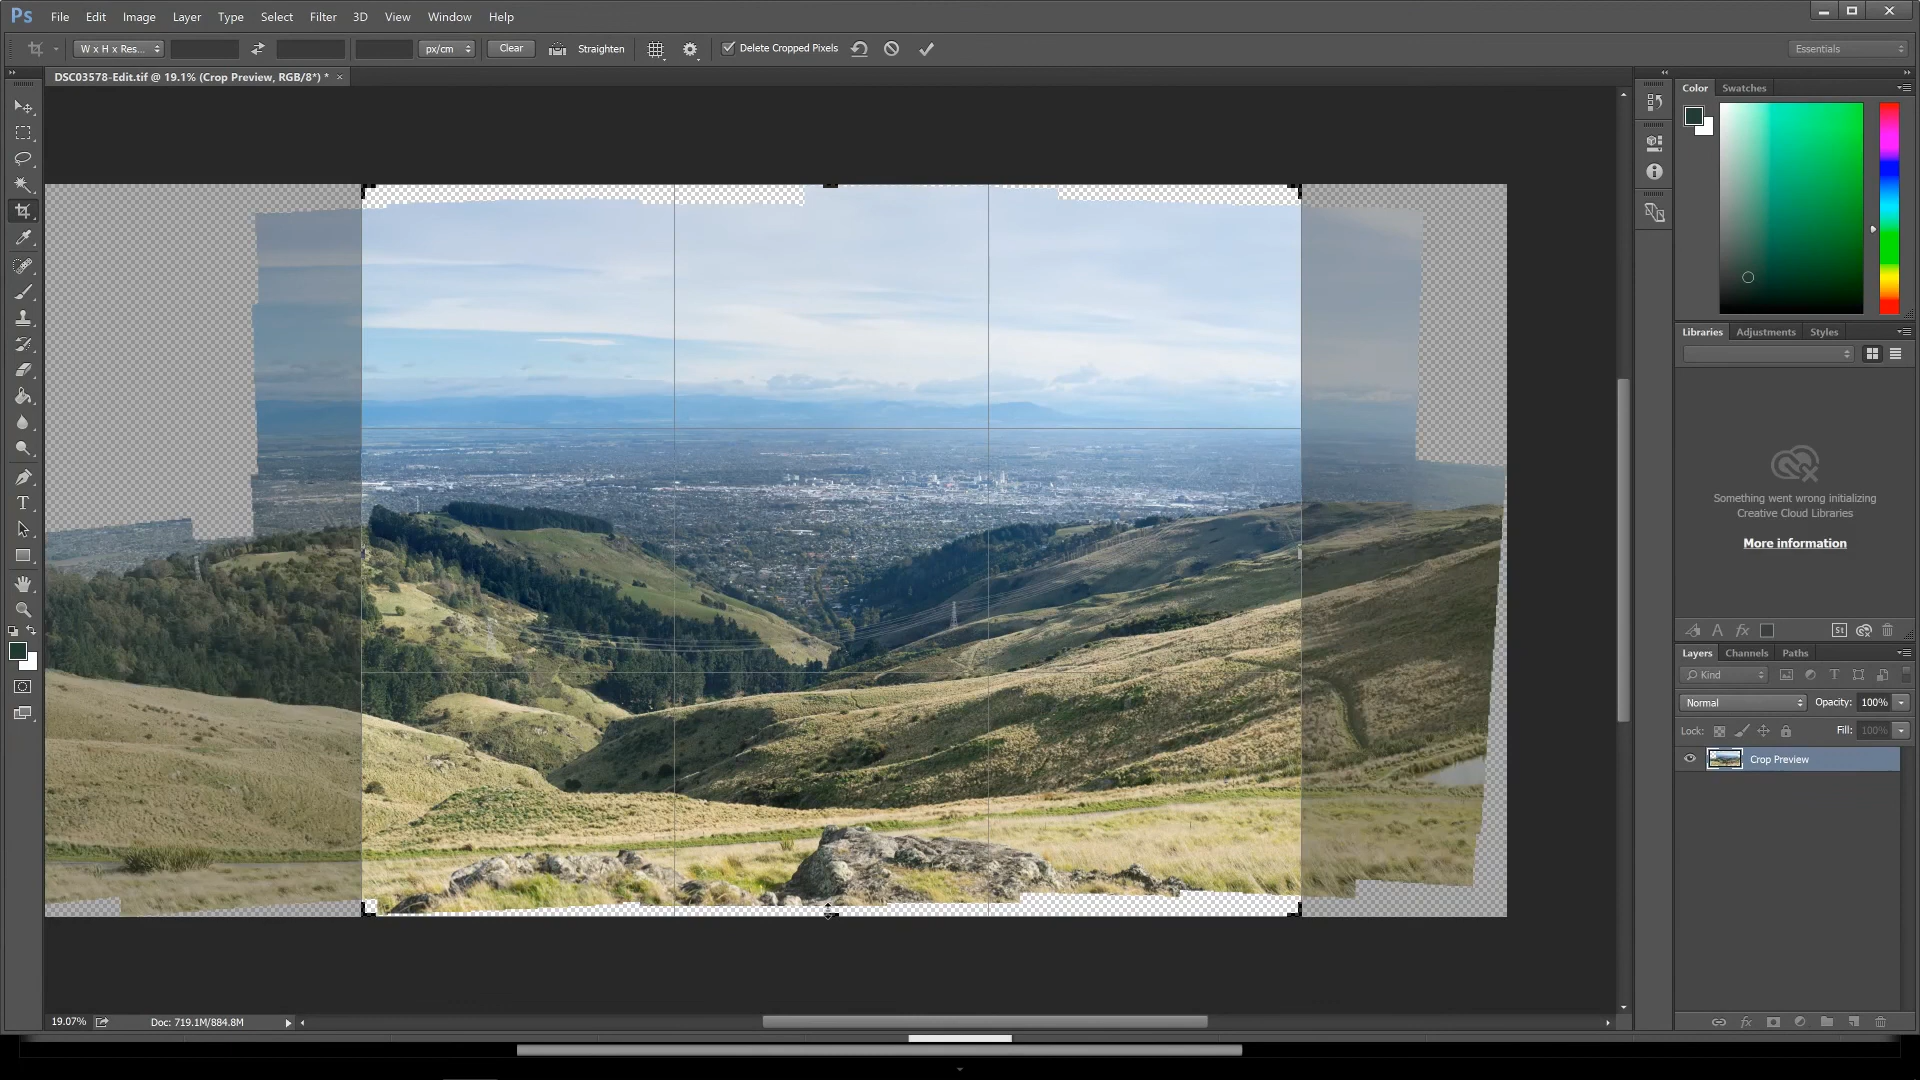 Ps File Edit Image Layer Type Select Filter 3D View Window Help
W x H x Res... px/cm Clear Straighten Delete Cropped Pixels Essentials
DSC03578-Edit.tif @ 19.1% (Crop Preview, RGB/8*) * ×
Color Swatches
Libraries Adjustments Styles
Something went wrong initializing
Creative Cloud Libraries
More information
St
Layers Channels Paths
Kind
Normal Opacity: 100%
Lock: Fill: 100%
Crop Preview
19.07% Doc: 719.1M/884.8M